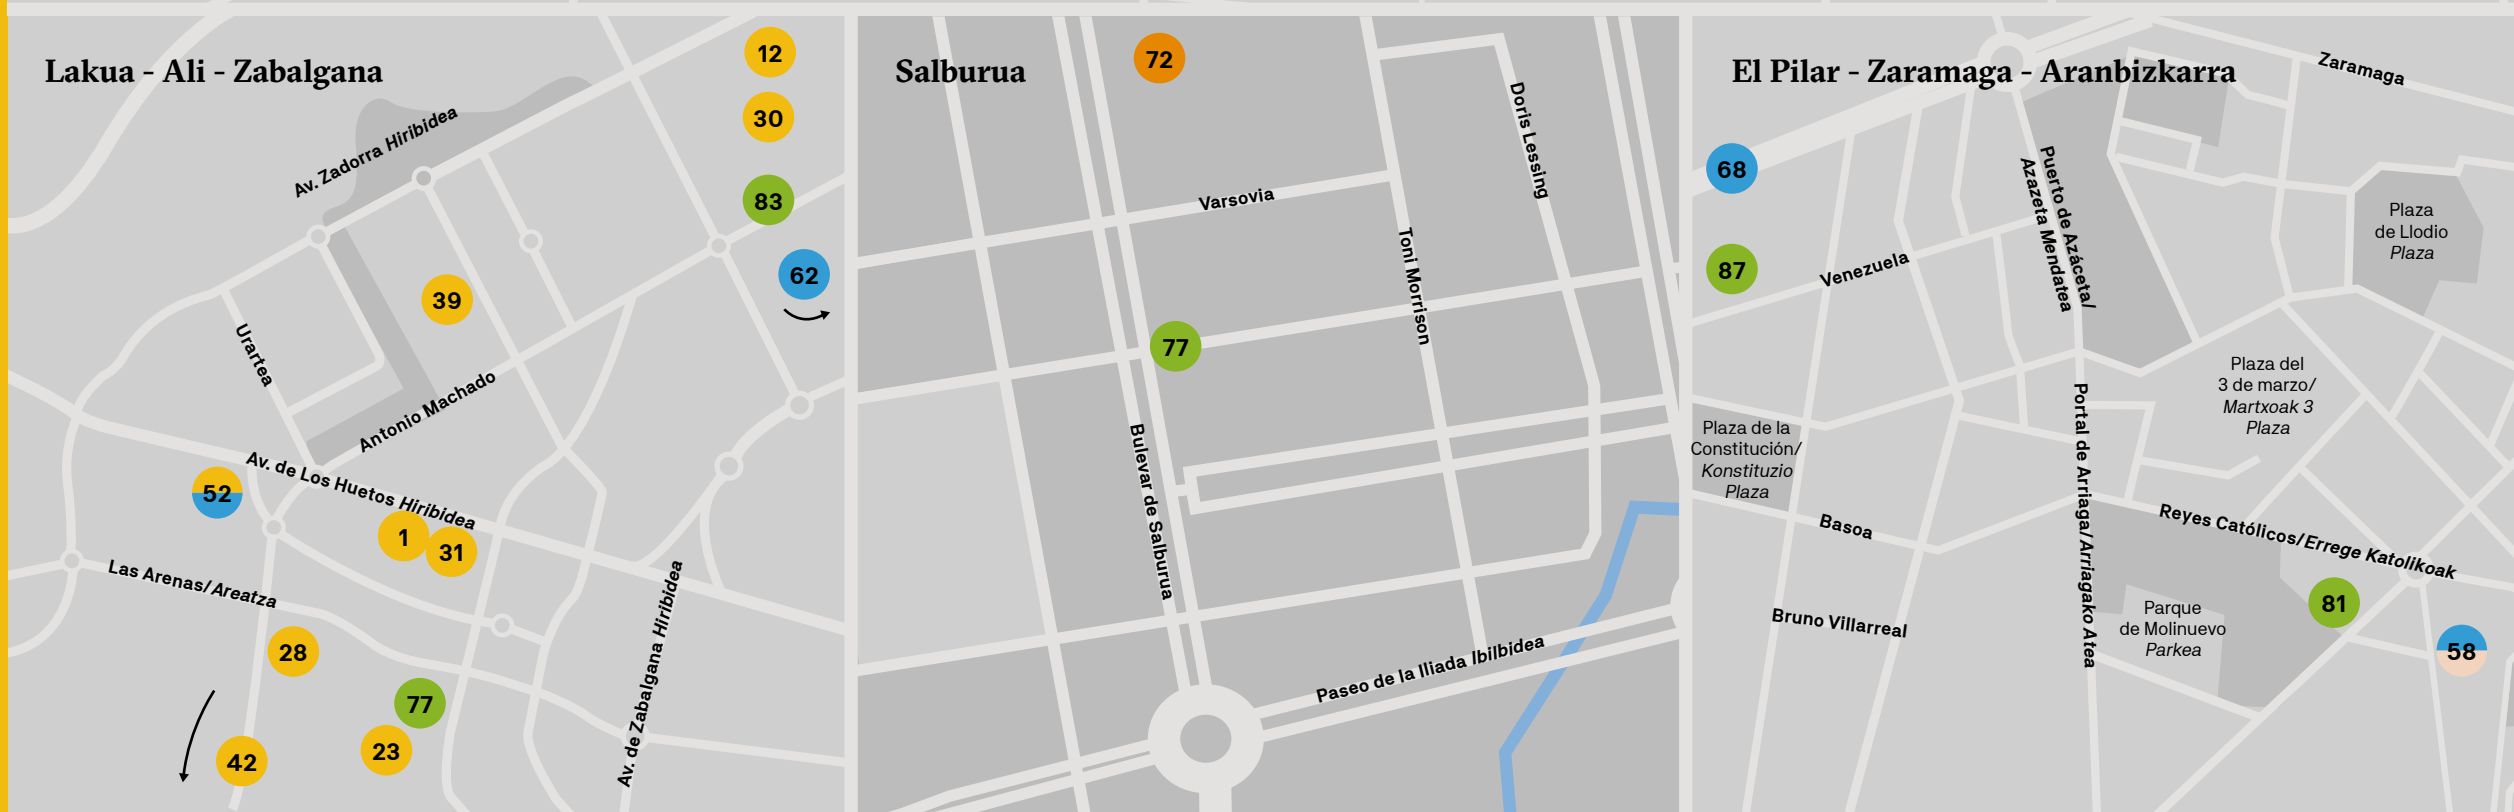 Lakua - Ali - Zabalgana
12
30
83
62
Av. Zadorra Hiribidea
39
Urartea
Antonio Machado
Av. de Los Huetos Hiribidea
52
1
31
Las Arenas/Areatza
28
77
23
42
Av. de Zabalgana Hiribidea
Salburua
72
Varsovia
Doris Lessing
Toni Morrison
77
Bulevar de Salburua
Paseo de la Iliada Ibilbidea
El Pilar - Zaramaga - Aranbizkarra
Zaramaga
68
87
Puerto de Azáceta/
Azazeta Mendatea
Venezuela
Plaza
de Llodio
Plaza
Plaza del
3 de marzo/
Martxoak 3
Plaza
Plaza de la
Constitución/
Konstituzio
Plaza
Basoa
Portal de Arriaga/Arriagako Atea
Reyes Católicos/Errege Katolikoak
Bruno Villarreal
Parque
de Molinuevo
Parkea
81
58